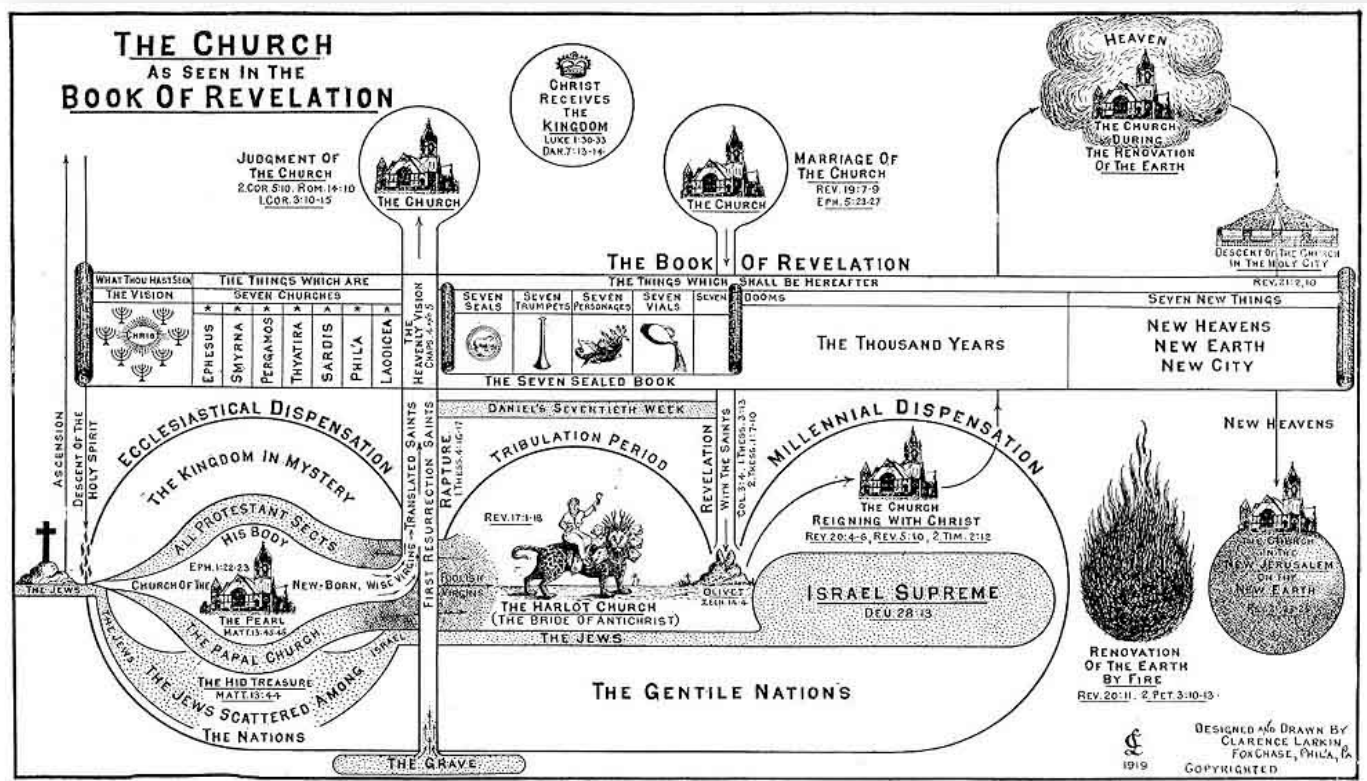 THE CHURCH
AS SEEN IN THE
BOOK OF REVELATION
JUDGMENT OF
THE CHURCH
2.COR 5:10. ROM. 14:10
1.COR. 3:10-15
THE CHURCH
CHRIST
RECEIVES
THE
KINGDOM
LUKE 1:30-33
DAN. 7:13-14
THE CHURCH
MARRIAGE OF
THE CHURCH
REV. 19:7-9
EPH. 5:23-27
HEAVEN
THE CHURCH
DURING
THE RENOVATION
OF THE EARTH
DESCENT OF THE CHURCH
IN THE HOLY CITY
REV. 21:2,10
THE BOOK OF REVELATION
WHAT THOU HAST SEEN
THE VISION
CHRIST
THE THINGS WHICH ARE
SEVEN CHURCHES
EPHESUS
SMYRNA
PERGAMOS
THYATIRA
SARDIS
PHIL'A
LAODICEA
THE
HEAVENLY VISION
CHAPS. 4 AND 5
THE THINGS WHICH SHALL BE HEREAFTER
SEVEN
SEALS
SEVEN
TRUMPETS
SEVEN
PERSONAGES
SEVEN
VIALS
SEVEN DOOMS
THE SEVEN SEALED BOOK
THE THOUSAND YEARS
SEVEN NEW THINGS
NEW HEAVENS
NEW EARTH
NEW CITY
ASCENSION
DESCENT OF THE
HOLY SPIRIT
THE JEWS
ECCLESIASTICAL DISPENSATION
THE KINGDOM IN MYSTERY
ALL PROTESTANT SECTS
HIS BODY
EPH. 1:22-23
CHURCH OF THE NEW-BORN, WISE VIRGINS
THE PEARL
MATT. 13:45-46
THE PAPAL CHURCH
THE HID TREASURE
MATT. 13:44
THE JEWS. THE JEWS SCATTERED AMONG
ISRAEL
THE NATIONS
TRANSLATED SAINTS
FIRST RESURRECTION SAINTS
RAPTURE
1 THESS. 4:16-17
THE GRAVE
DANIEL'S SEVENTIETH WEEK
TRIBULATION PERIOD
REV. 17:1-18
FOOLISH
VIRGINS
THE HARLOT CHURCH
(THE BRIDE OF ANTICHRIST)
THE JEWS
REVELATION
WITH THE SAINTS
COL. 3:4. 1 THESS. 3:13
2 THESS. 1:7-10
OLIVET
ZECH. 14:4
MILLENNIAL DISPENSATION
THE CHURCH
REIGNING WITH CHRIST
REV 20:4-6, REV. 5:10, 2 TIM. 2:12
ISRAEL SUPREME
DEU. 28:13
THE GENTILE NATIONS
RENOVATION
OF THE EARTH
BY FIRE
REV. 20:11. 2 PET. 3:10-13
NEW HEAVENS
THE CHURCH
IN THE
NEW JERUSALEM
ON THE
NEW EARTH
1919
DESIGNED AND DRAWN BY
CLARENCE LARKIN
FOX CHASE, PHIL'A, PA
COPYRIGHTED